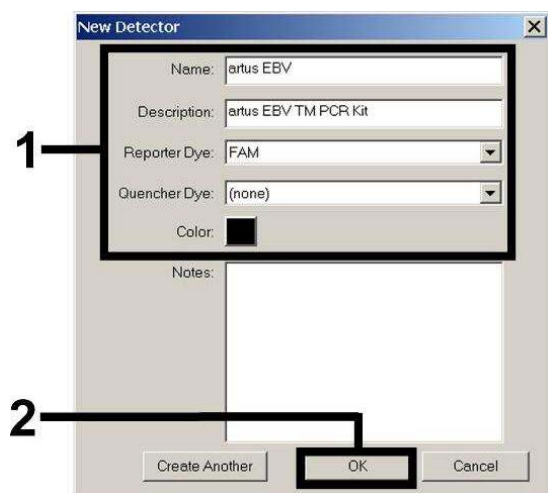 New Detector
Name: artus EBV
Description: artus EBV TM PCR Kit
1
Reporter Dye: FAM
Quencher Dye: (none)
Color:
Notes:
2
Create Another OK Cancel